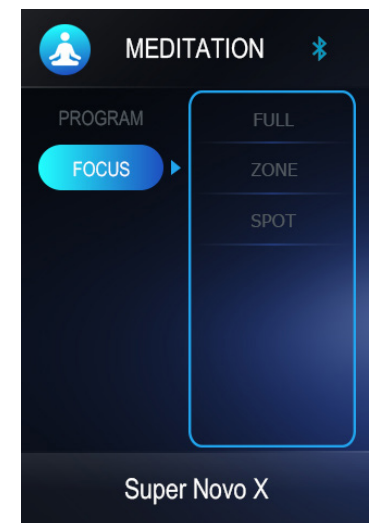 MEDITATION
PROGRAM
FOCUS
FULL
ZONE
SPOT
Super Novo X